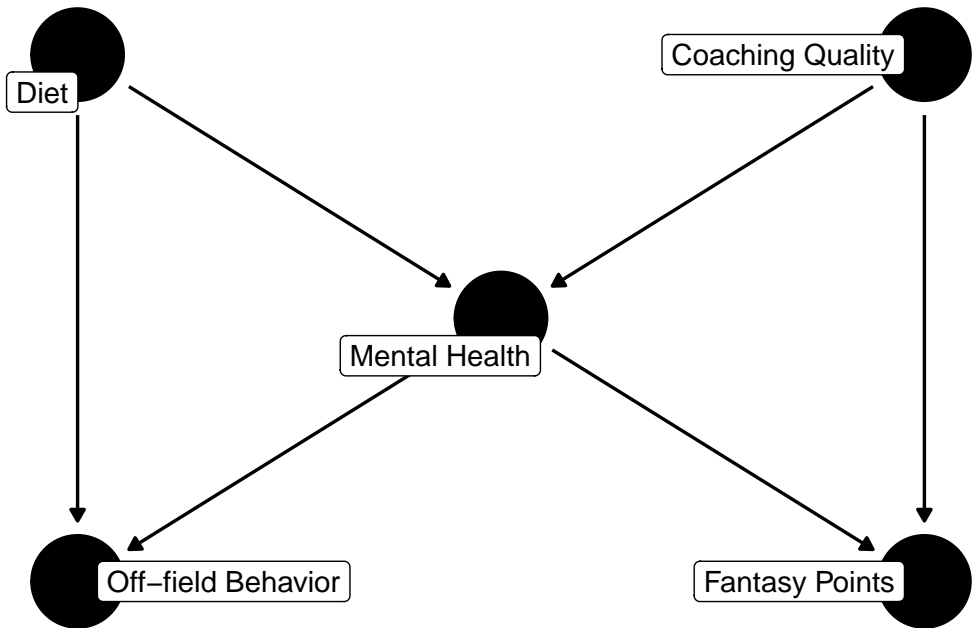 Diet
Coaching Quality
Mental Health
Off−field Behavior
Fantasy Points